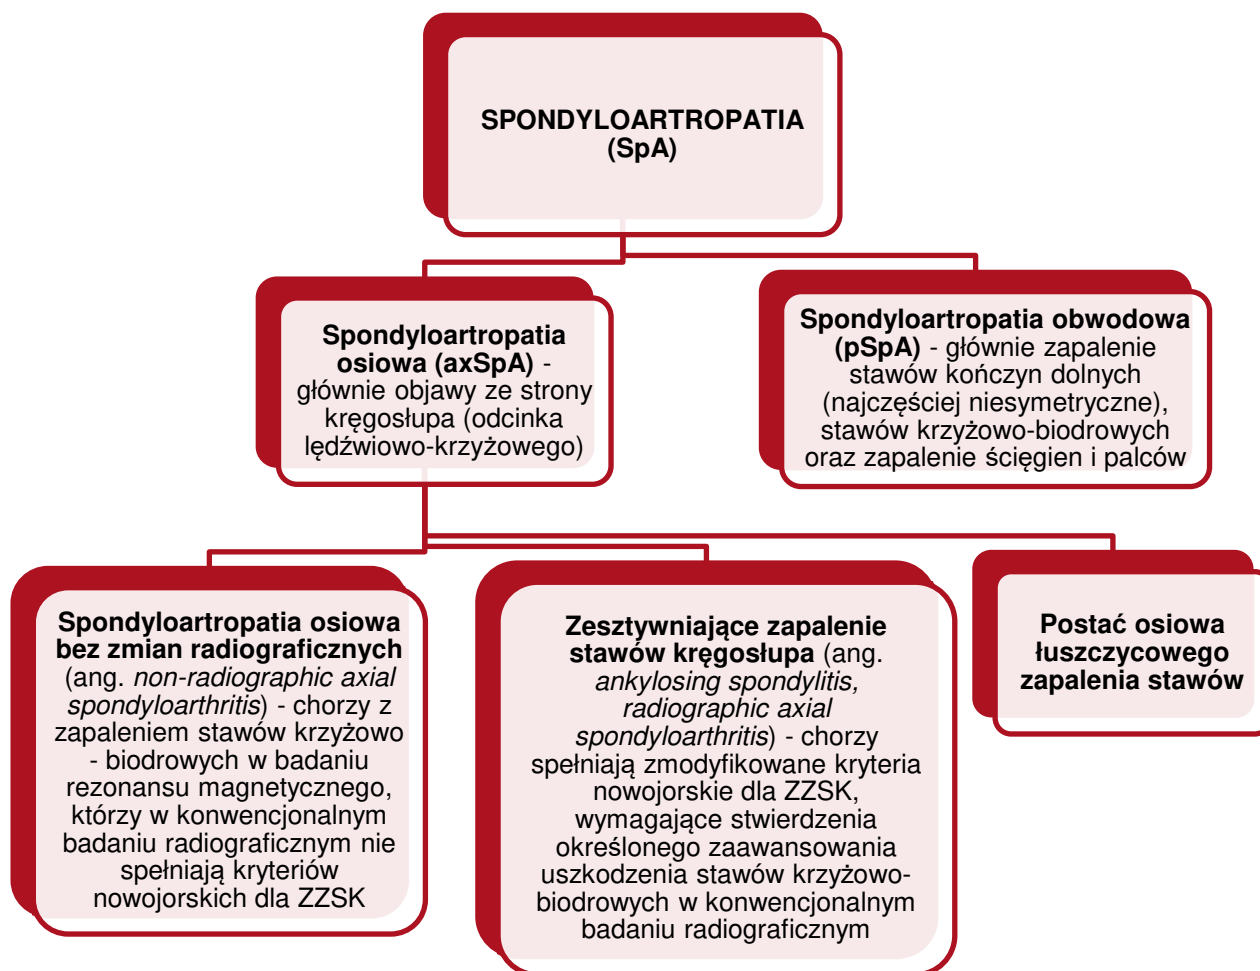 SPONDYLOARTROPATIA
(SpA)
Spondyloartropatia
osiowa (axSpA) -
głównie objawy ze strony
kręgosłupa (odcinka
lędźwiowo-krzyżowego)
Spondyloartropatia obwodowa
(pSpA) - głównie zapalenie
stawów kończyn dolnych
(najczęściej niesymetryczne),
stawów krzyżowo-biodrowych
oraz zapalenie ścięgien i palców
Spondyloartropatia osiowa
bez zmian radiograficznych
(ang. non-radiographic axial
spondyloarthritis) - chorzy z
zapaleniem stawów krzyżowo
- biodrowych w badaniu
rezonansu magnetycznego,
którzy w konwencjonalnym
badaniu radiograficznym nie
spełniają kryteriów
nowojorskich dla ZZSK
Zesztywniające zapalenie
stawów kręgosłupa (ang.
ankylosing spondylitis,
radiographic axial
spondyloarthritis) - chorzy
spełniają zmodyfikowane kryteria
nowojorskie dla ZZSK,
wymagające stwierdzenia
określonego zaawansowania
uszkodzenia stawów krzyżowo-
biodrowych w konwencjonalnym
badaniu radiograficznym
Postać osiowa
łuszczycowego
zapalenia stawów